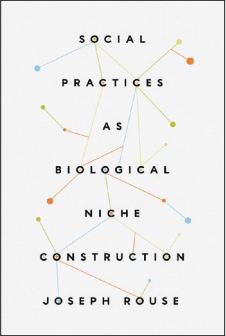 SOCIAL
PRACTICES
AS
BIOLOGICAL
NICHE
CONSTRUCTION
JOSEPH ROUSE